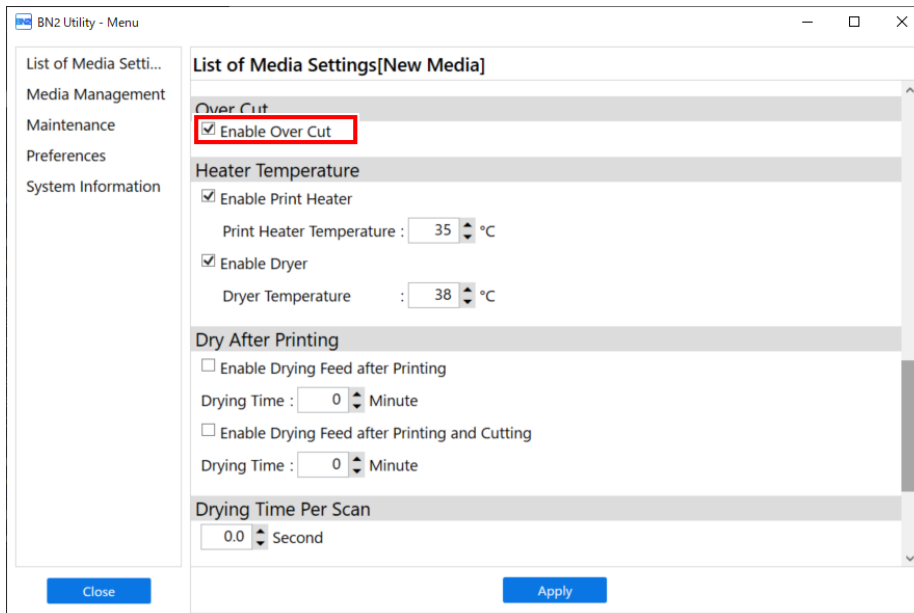 BN2 BN2 Utility - Menu
List of Media Setti...
Media Management
Maintenance
Preferences
System Information
Close
List of Media Settings[New Media]
Over Cut
Enable Over Cut
Heater Temperature
Enable Print Heater
Print Heater Temperature : 35 °C
Enable Dryer
Dryer Temperature : 38 °C
Dry After Printing
Enable Drying Feed after Printing
Drying Time : 0 Minute
Enable Drying Feed after Printing and Cutting
Drying Time : 0 Minute
Drying Time Per Scan
0.0 Second
Apply